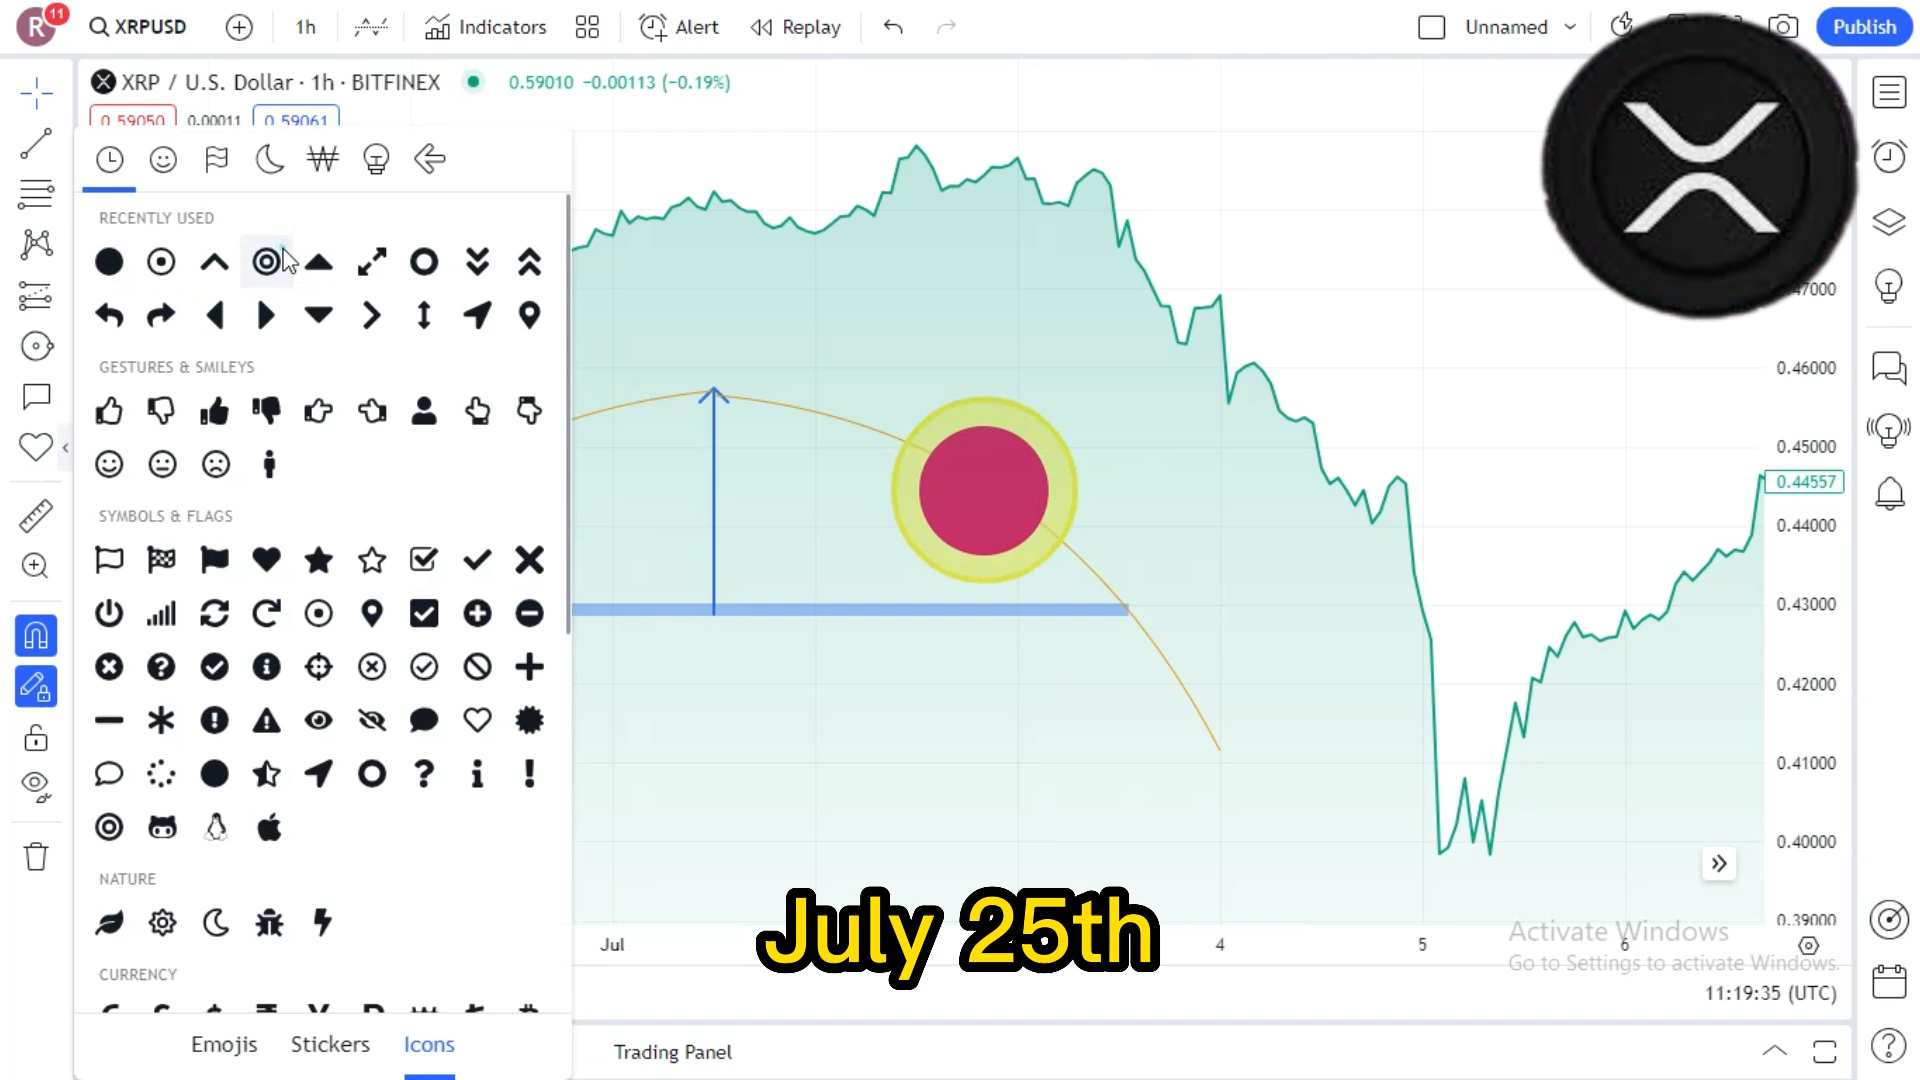 R
11
XRPUSD
1h
Indicators
Alert
Replay
Unnamed
Publish
XRP / U.S. Dollar · 1h · BITFINEX
0.59010 −0.00113 (−0.19%)
0.59050
0.00011
0.59061
RECENTLY USED
GESTURES & SMILEYS
SYMBOLS & FLAGS
NATURE
CURRENCY
Emojis
Stickers
Icons
47000
0.46000
0.45000
0.44557
0.44000
0.43000
0.42000
0.41000
0.40000
0.39000
Jul
4
5
6
July 25th
Activate Windows
Go to Settings to activate Windows.
11:19:35 (UTC)
Trading Panel